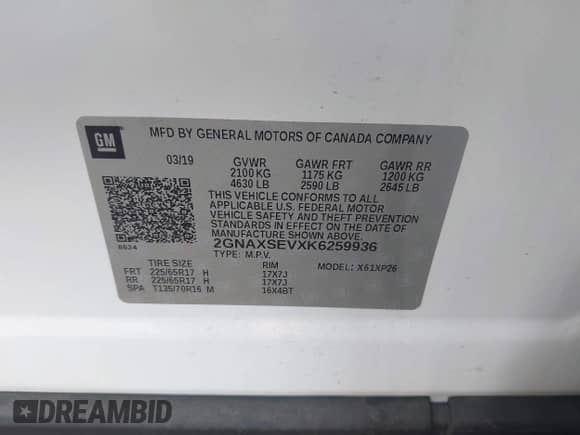 GM
MFD BY GENERAL MOTORS OF CANADA COMPANY
03/19 GVWR GAWR FRT GAWR RR
2100 KG 1175 KG 1200 KG
4630 LB 2590 LB 2645 LB
THIS VEHICLE CONFORMS TO ALL
APPLICABLE U.S. FEDERAL MOTOR
VEHICLE SAFETY AND THEFT PREVENTION
STANDARDS IN EFFECT ON THE DATE OF
MANUFACTURE SHOWN ABOVE.
6634 2GNAXSEVXK6259936
TYPE: M.P.V.
TIRE SIZE RIM MODEL: X61XP26
FRT 225/65R17 H 17X7J
RR 225/65R17 H 17X7J
SPA T135/70R16 M 16X4BT
DREAMBID